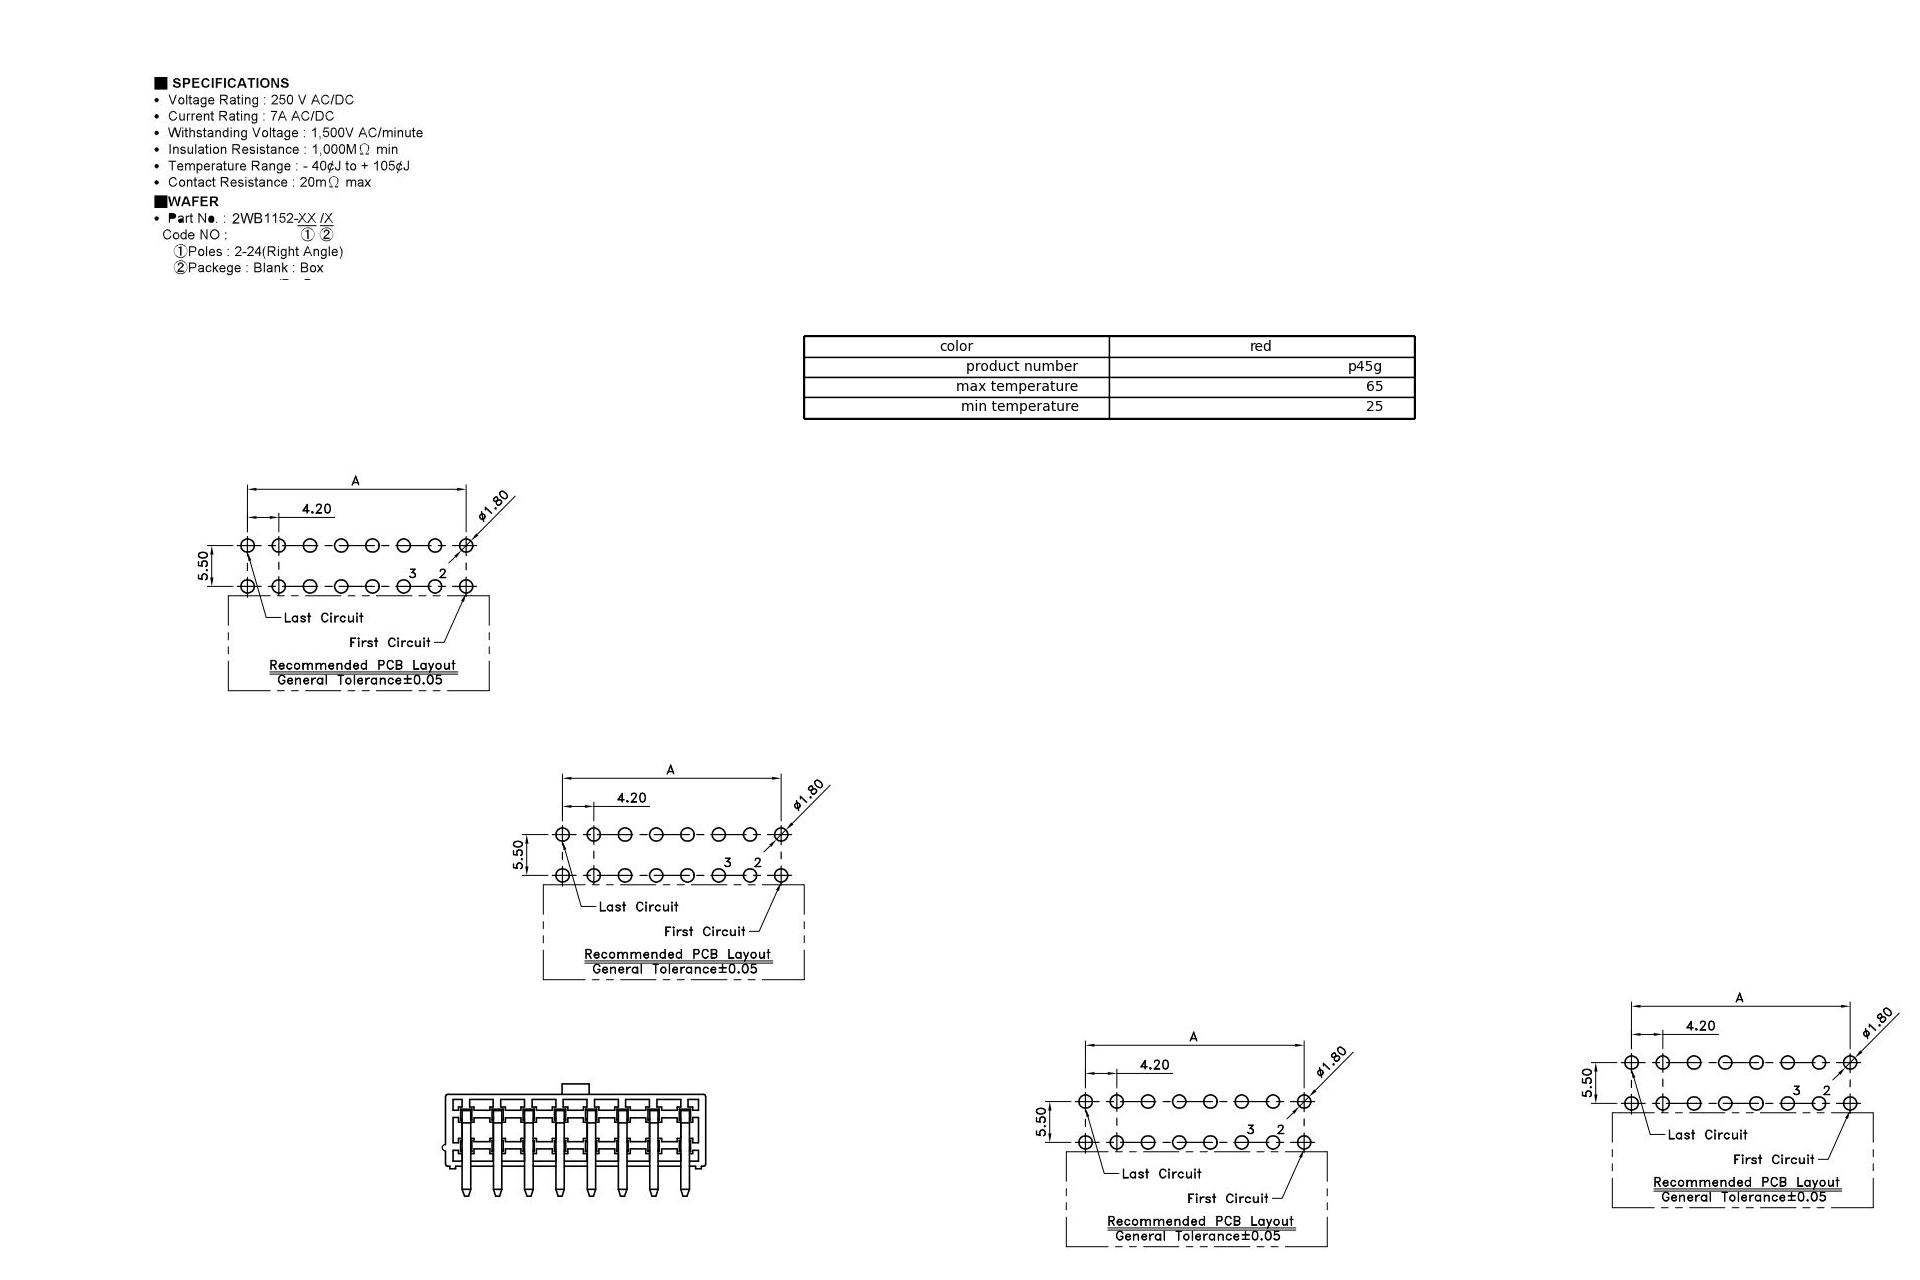 ■ SPECIFICATIONS
• Voltage Rating : 250 V AC/DC
• Current Rating : 7A AC/DC
• Withstanding Voltage : 1,500V AC/minute
• Insulation Resistance : 1,000MΩ min
• Temperature Range : - 40¢J to + 105¢J
• Contact Resistance : 20mΩ max
■WAFER
• Part No. : 2WB1152-XX /X
Code NO : ① ②
①Poles : 2-24(Right Angle)
②Packege : Blank : Box
color red
product number p45g
max temperature 65
min temperature 25
A
4.20
ø1.80
5.50
3 2
Last Circuit
First Circuit
Recommended PCB Layout
General Tolerance±0.05
A
4.20
ø1.80
5.50
3 2
Last Circuit
First Circuit
Recommended PCB Layout
General Tolerance±0.05
A
4.20
ø1.80
5.50
3 2
Last Circuit
First Circuit
Recommended PCB Layout
General Tolerance±0.05
A
4.20
ø1.80
5.50
3 2
Last Circuit
First Circuit
Recommended PCB Layout
General Tolerance±0.05